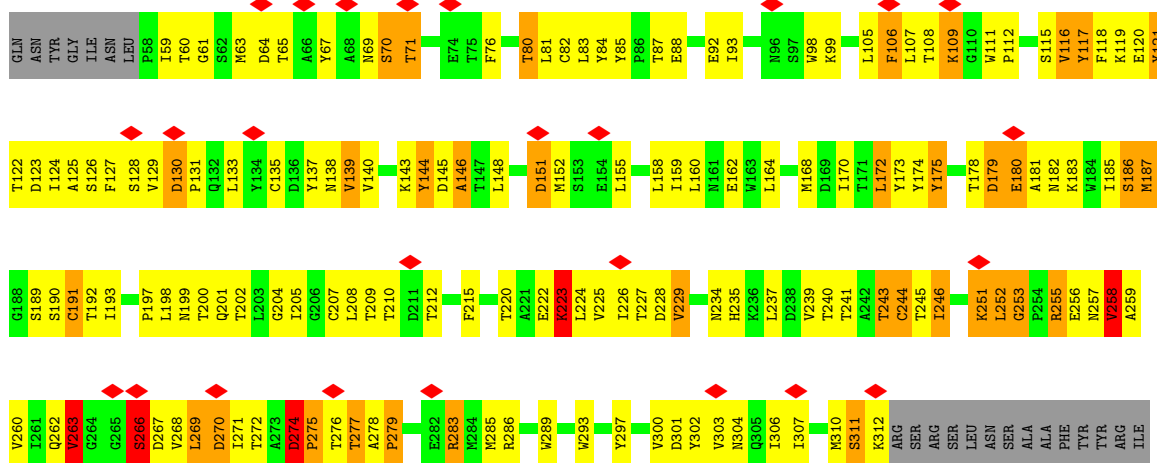 GLN ASN TYR GLY ILE ASN LEU P58 I59 T60 G61 S62 M63 D64 T65 A66 Y67 A68 N69 S70 T71 E74 T75 F76 T80 L81 C82 L83 Y84 Y85 P86 T87 E88 E92 I93 N96 S97 W98 K99 L105 F106 L107 T108 K109 G110 W111 P112 S115 V116 Y117 F118 K119 E120 Y121
T122 D123 I124 A125 S126 F127 S128 V129 D130 P131 Q132 L133 Y134 C135 D136 Y137 N138 V139 V140 K143 Y144 D145 A146 T147 L148 D151 M152 S153 E154 L155 L158 I159 L160 N161 E162 W163 L164 M168 D169 I170 T171 L172 Y173 Y174 Y175 T178 D179 E180 A181 N182 K183 W184 I185 S186 M187
G188 S189 S190 C191 T192 I193 P197 L198 N199 T200 Q201 T202 L203 G204 I205 G206 C207 L208 T209 T210 D211 T212 F215 T220 A221 E222 K223 L224 V225 I226 T227 D228 V229 N234 H235 K236 L237 D238 V239 T240 T241 A242 T243 C244 T245 I246 K251 L252 G253 P254 R255 E256 N257 V258 A259
V260 I261 Q262 V263 G264 G265 S266 D267 V268 L269 D270 I271 T272 A273 D274 P275 T276 T277 A278 P279 E282 R283 M284 M285 R286 W289 W293 Y297 V300 D301 Y302 V303 N304 Q305 I306 I307 M310 S311 K312 ARG SER ARG SER LEU ASN SER ALA ALA PHE TYR TYR ARG ILE